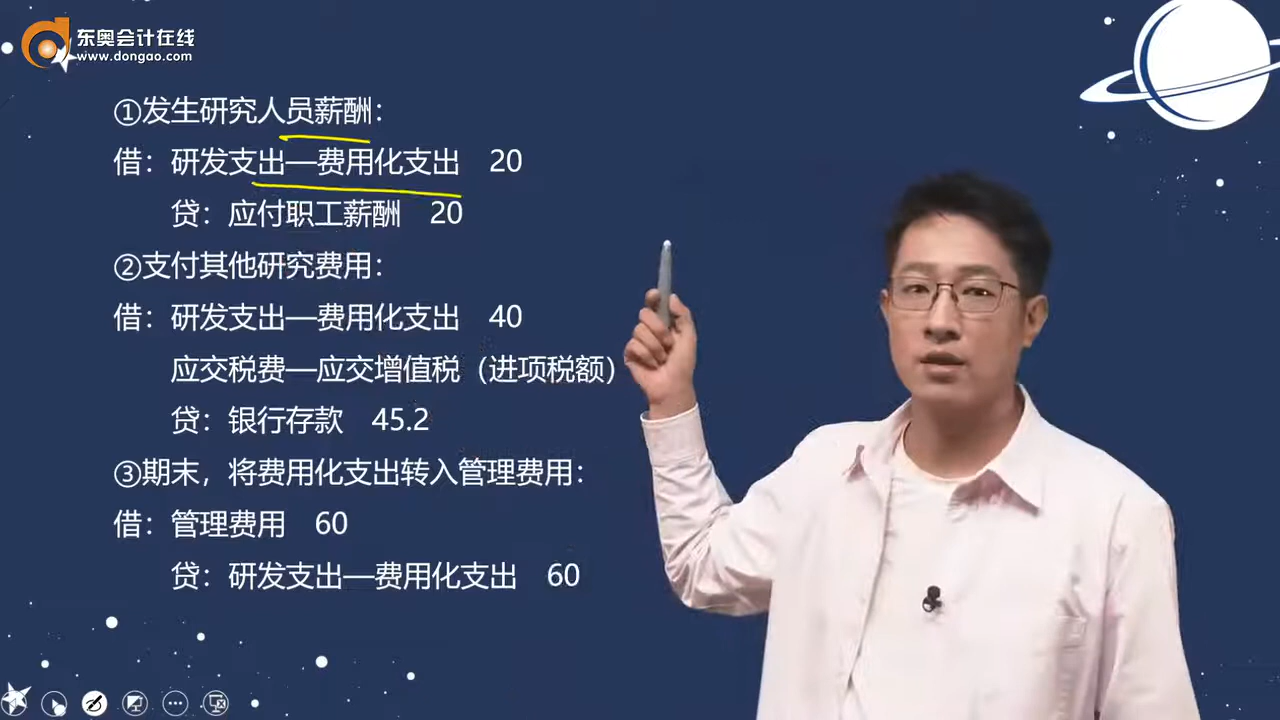 东奥会计在线
www.dongao.com
①发生研究人员薪酬：
借：研发支出—费用化支出 20
贷：应付职工薪酬 20
②支付其他研究费用：
借：研发支出—费用化支出 40
应交税费—应交增值税（进项税额）
贷：银行存款 45.2
③期末，将费用化支出转入管理费用：
借：管理费用 60
贷：研发支出—费用化支出 60